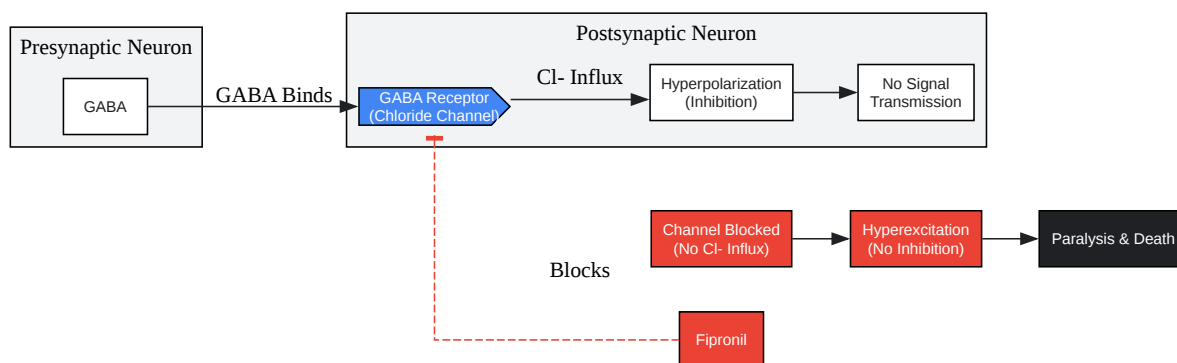 Presynaptic Neuron
GABA
GABA Binds
Postsynaptic Neuron
GABA Receptor
(Chloride Channel)
Cl- Influx
Hyperpolarization
(Inhibition)
No Signal
Transmission
Channel Blocked
(No Cl- Influx)
Hyperexcitation
(No Inhibition)
Paralysis & Death
Blocks
Fipronil